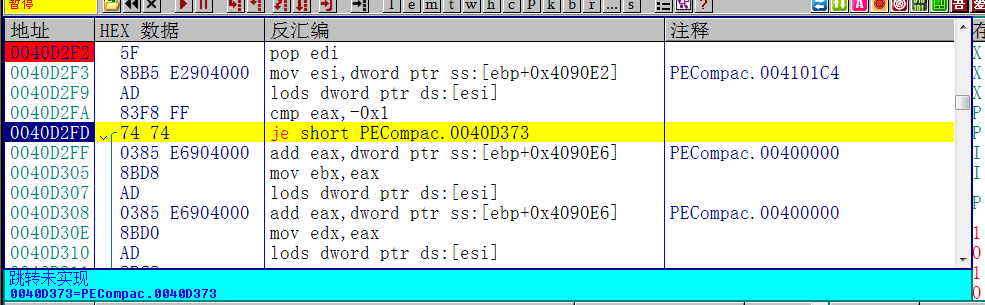 暂停
l e m t w h c p k b r ... s
地址 HEX 数据 反汇编 注释
0040D2F2 5F pop edi
0040D2F3 8BB5 E2904000 mov esi,dword ptr ss:[ebp+0x4090E2] PECompac.004101C4
0040D2F9 AD lods dword ptr ds:[esi]
0040D2FA 83F8 FF cmp eax,-0x1
0040D2FD 74 74 je short PECompac.0040D373
0040D2FF 0385 E6904000 add eax,dword ptr ss:[ebp+0x4090E6] PECompac.00400000
0040D305 8BD8 mov ebx,eax
0040D307 AD lods dword ptr ds:[esi]
0040D308 0385 E6904000 add eax,dword ptr ss:[ebp+0x4090E6] PECompac.00400000
0040D30E 8BD0 mov edx,eax
0040D310 AD lods dword ptr ds:[esi]
跳转未实现
0040D373=PECompac.0040D373